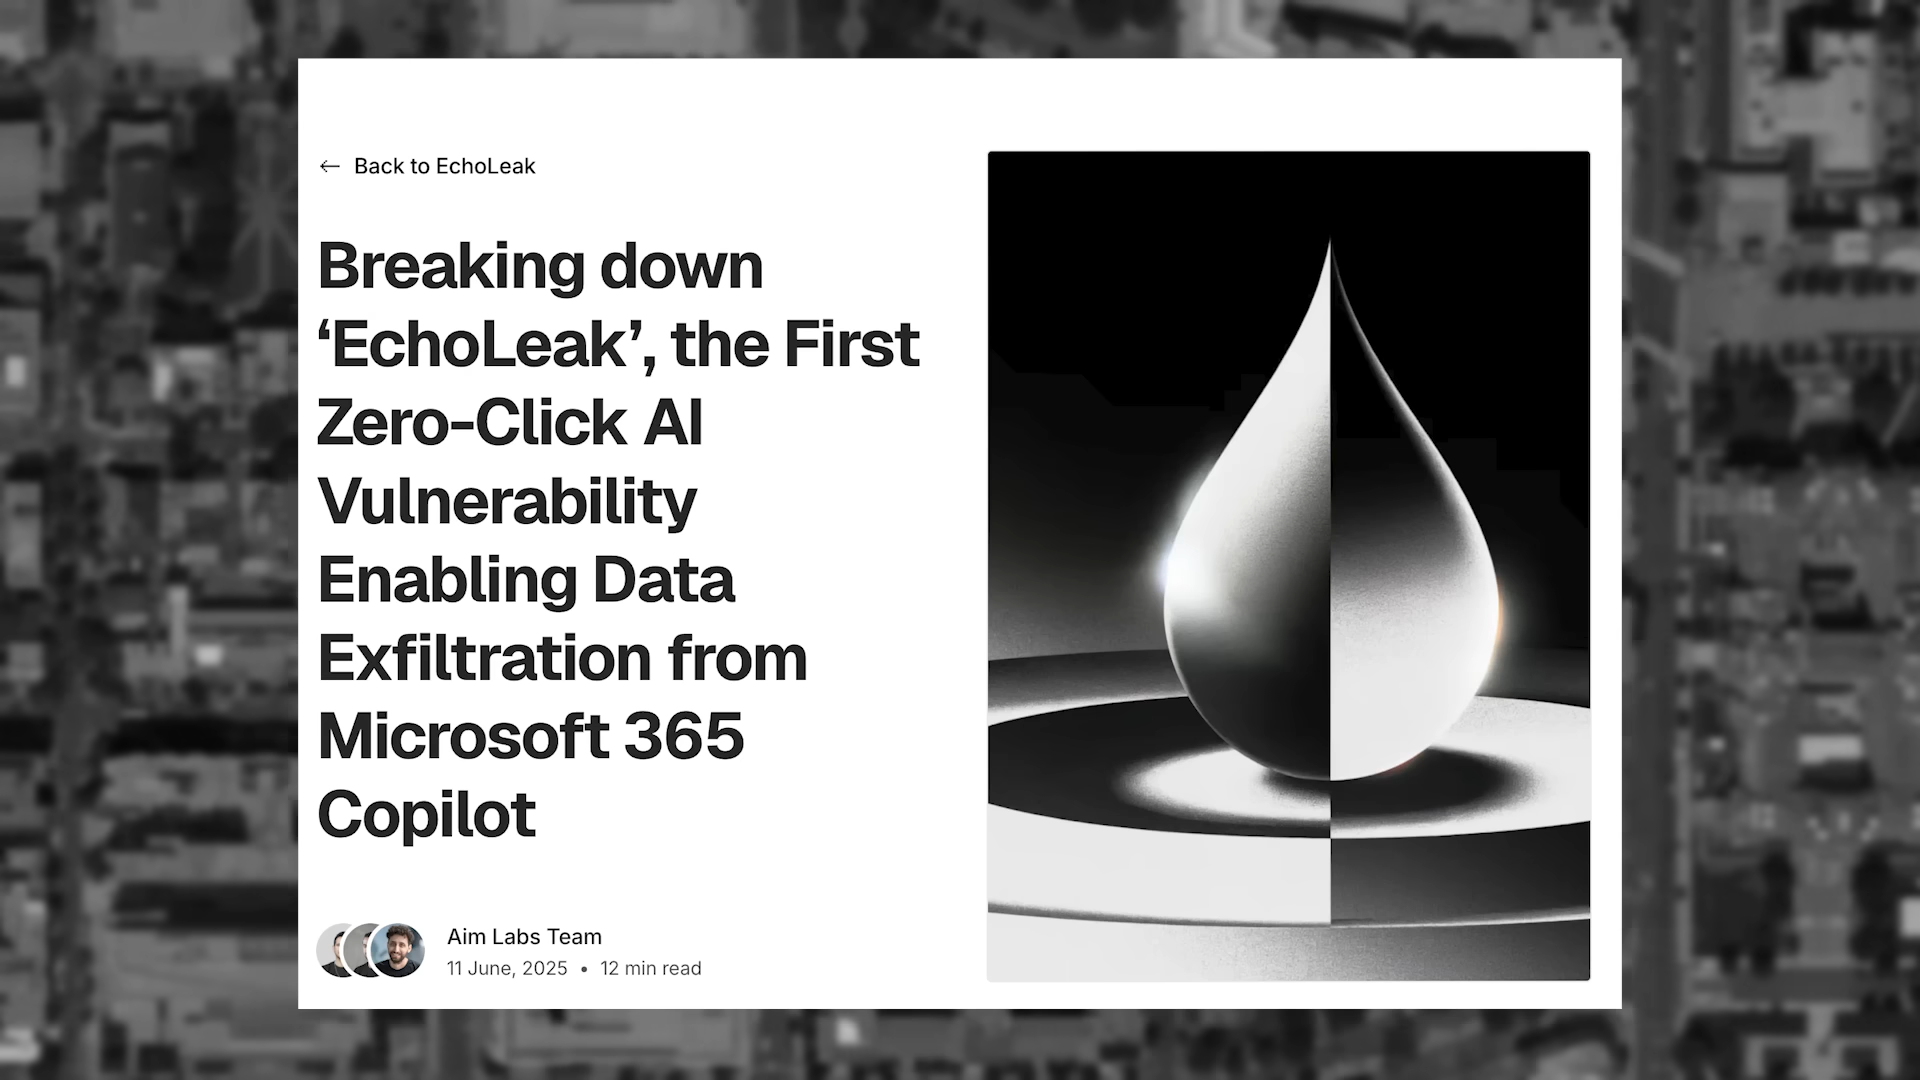 ← Back to EchoLeak
Breaking down
‘EchoLeak’, the First
Zero-Click AI
Vulnerability
Enabling Data
Exfiltration from
Microsoft 365
Copilot
Aim Labs Team
11 June, 2025 • 12 min read